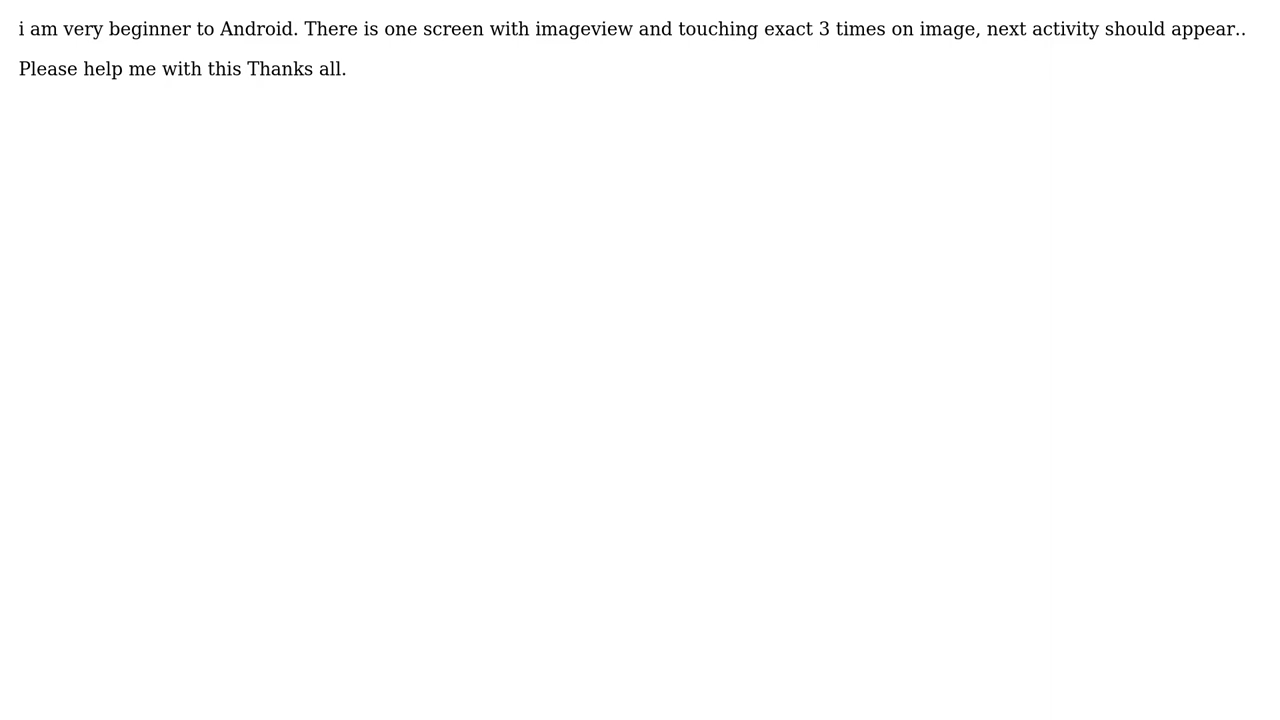 i am very beginner to Android. There is one screen with imageview and touching exact 3 times on image, next activity should appear..
Please help me with this Thanks all.